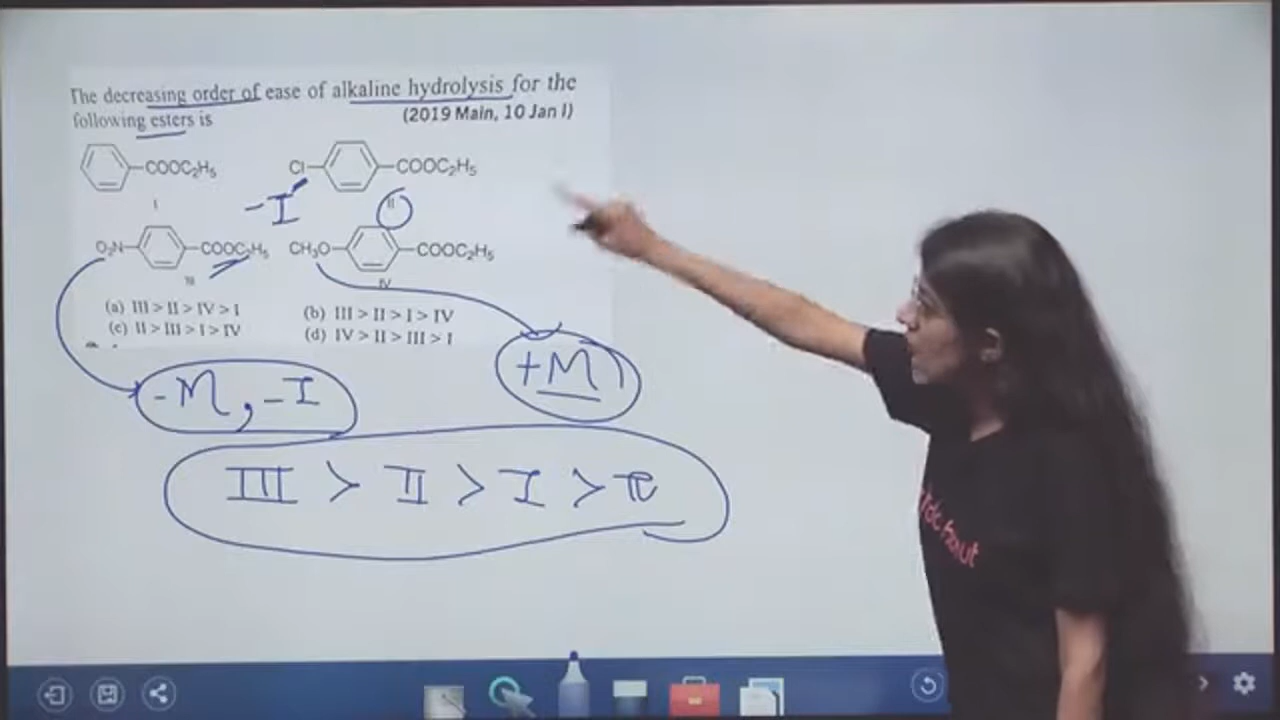 The decreasing order of ease of alkaline hydrolysis for the
following esters is (2019 Main, 10 Jan I)
COOC₂H₅ Cl COOC₂H₅
I II
-I
O₂N COOC₂H₅ CH₃O COOC₂H₅
III IV
(a) III > II > IV > I (b) III > II > I > IV
(c) II > III > I > IV (d) IV > II > III > I
-M, -I +M
III > II > I > IV